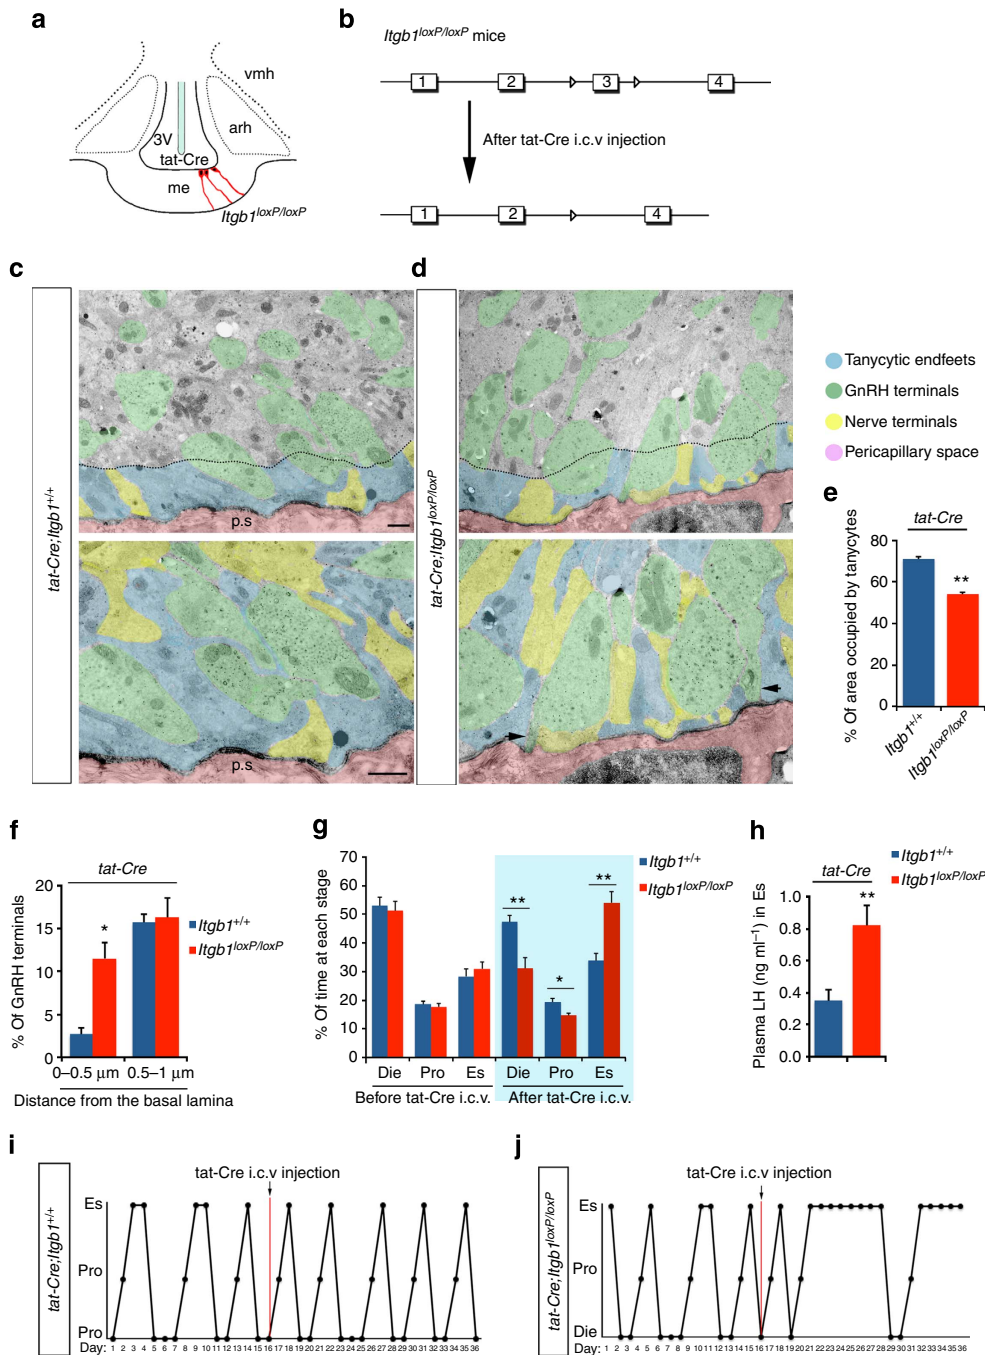 a
vmh
arh
3V
tat-Cre
me
Itgb1loxP/loxP
b
Itgb1loxP/loxP mice
1 2 3 4
After tat-Cre i.c.v injection
1 2 4
c
tat-Cre;Itgb1+/+
p.s
p.s
d
tat-Cre;Itgb1loxP/loxP
Tanycytic endfeets
GnRH terminals
Nerve terminals
Pericapillary space
e
tat-Cre
80
60
40
20
0
**
% Of area occupied by tanycytes
Itgb1+/+
Itgb1loxP/loxP
f
tat-Cre
20
15
10
5
0
*
% Of GnRH terminals
Itgb1+/+
Itgb1loxP/loxP
0–0.5 µm 0.5–1 µm
Distance from the basal lamina
g
70
60
50
40
30
20
10
0
% Of time at each stage
** * **
Itgb1+/+
Itgb1loxP/loxP
Die Pro Es Die Pro Es
Before tat-Cre i.c.v. After tat-Cre i.c.v.
h
Itgb1+/+
Itgb1loxP/loxP
tat-Cre
1.0
0.8
0.6
0.4
0.2
0.0
**
Plasma LH (ng ml−1) in Es
i
tat-Cre;Itgb1+/+
tat-Cre i.c.v injection
Es
Pro
Pro
Day: 1 2 3 4 5 6 7 8 9 10 11 12 13 14 15 16 17 18 19 20 21 22 23 24 25 26 27 28 29 30 31 32 33 34 35 36
j
tat-Cre;Itgb1loxP/loxP
tat-Cre i.c.v injection
Es
Pro
Die
Day: 1 2 3 4 5 6 7 8 9 10 11 12 13 14 15 16 17 18 19 20 21 22 23 24 25 26 27 28 29 30 31 32 33 34 35 36